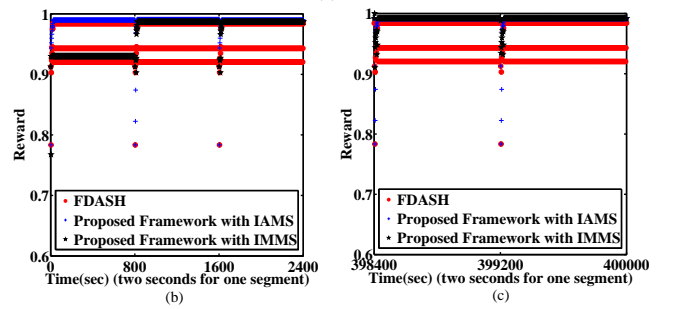 1
0.9
0.8
0.7
0.6
Reward
FDASH
Proposed Framework with IAMS
Proposed Framework with IMMS
0
800
1600
2400
Time(sec) (two seconds for one segment)
(b)
1
0.9
0.8
0.7
0.6
Reward
FDASH
Proposed Framework with IAMS
Proposed Framework with IMMS
398400
399200
400000
Time(sec) (two seconds for one segment)
(c)